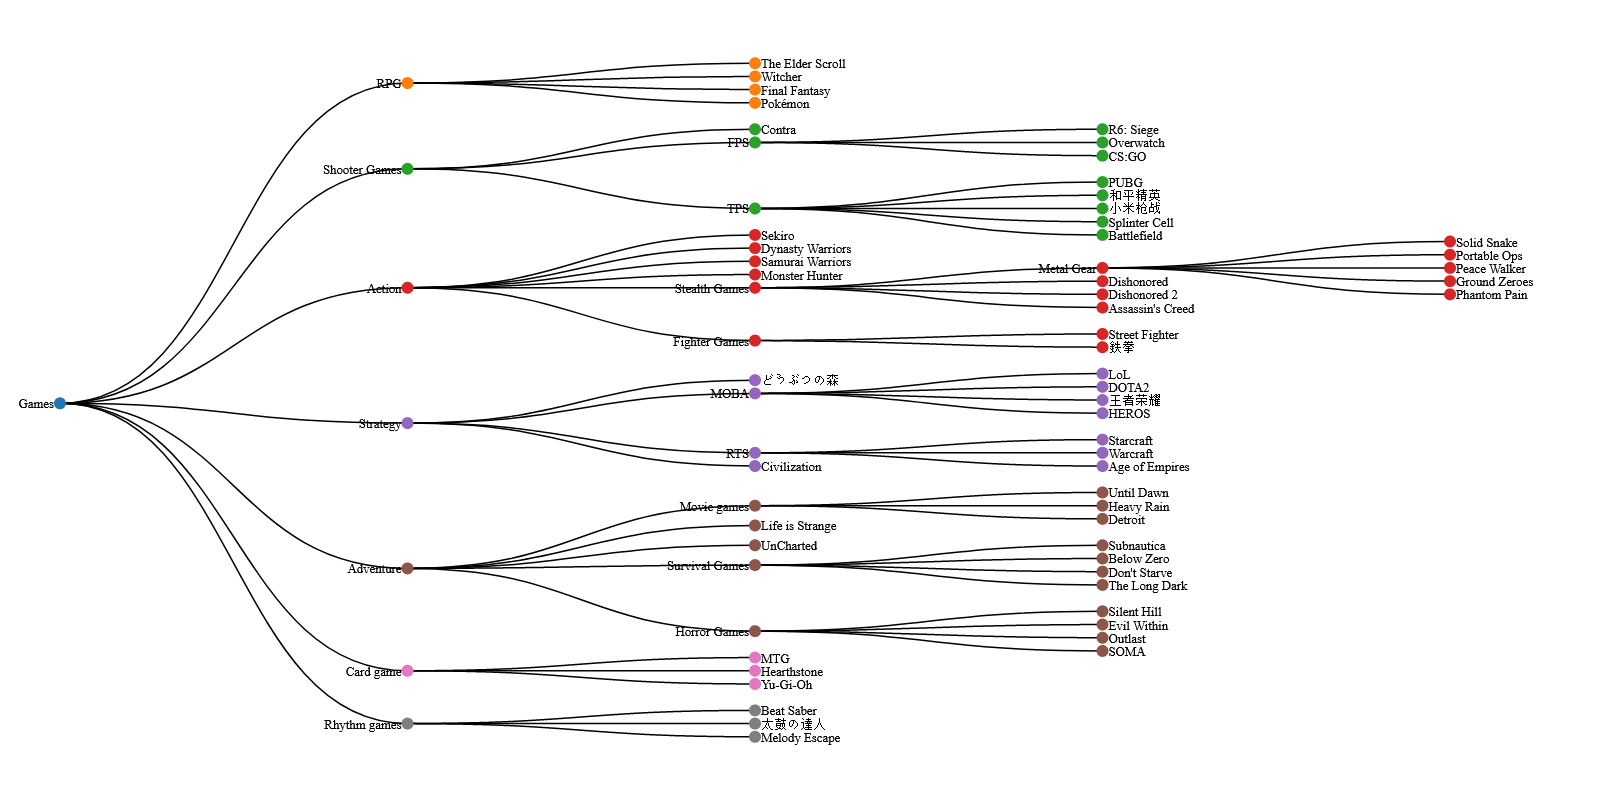 Games
RPG
The Elder Scroll
Witcher
Final Fantasy
Pokémon
Shooter Games
Contra
FPS
R6: Siege
Overwatch
CS:GO
TPS
PUBG
和平精英
小米枪战
Splinter Cell
Battlefield
Action
Sekiro
Dynasty Warriors
Samurai Warriors
Monster Hunter
Stealth Games
Metal Gear
Solid Snake
Portable Ops
Peace Walker
Ground Zeroes
Phantom Pain
Dishonored
Dishonored 2
Assassin's Creed
Fighter Games
Street Fighter
鉄拳
Strategy
どうぶつの森
MOBA
LoL
DOTA2
王者荣耀
HEROS
RTS
Starcraft
Warcraft
Age of Empires
Civilization
Adventure
Movie games
Until Dawn
Heavy Rain
Detroit
Life is Strange
UnCharted
Survival Games
Subnautica
Below Zero
Don't Starve
The Long Dark
Horror Games
Silent Hill
Evil Within
Outlast
SOMA
Card game
MTG
Hearthstone
Yu-Gi-Oh
Rhythm games
Beat Saber
太鼓の達人
Melody Escape